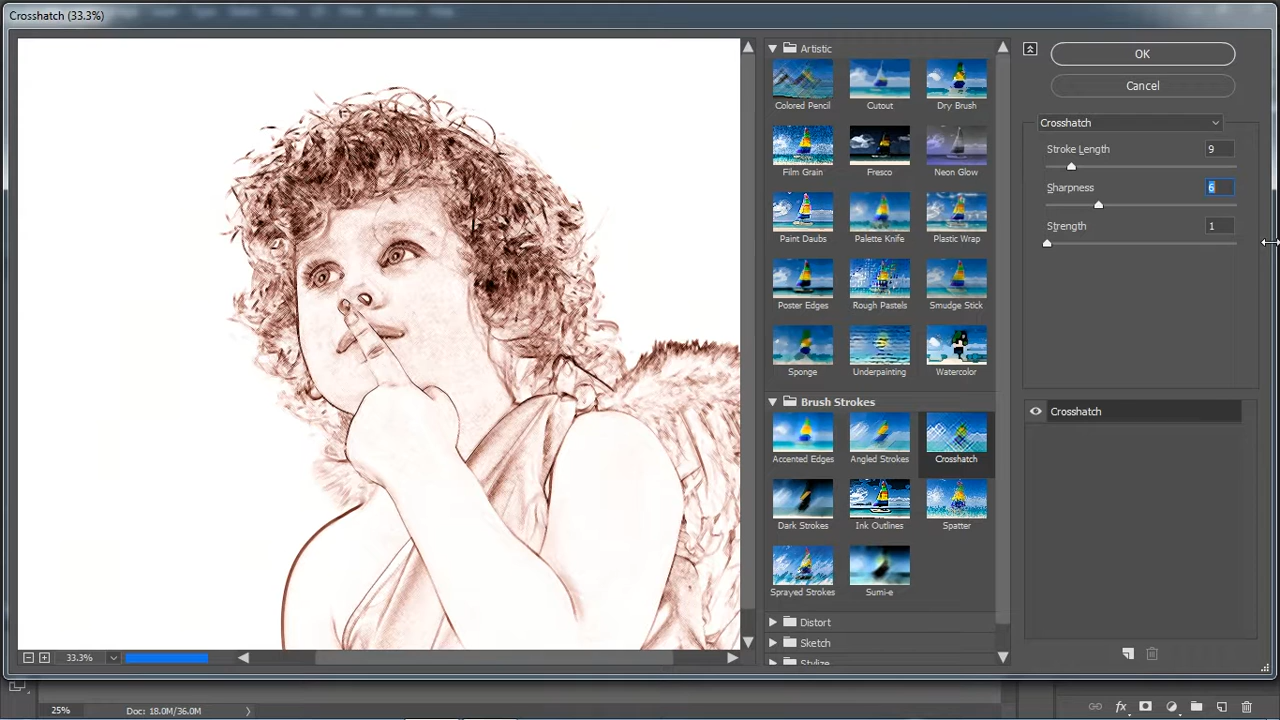 Crosshatch (33.3%)
Artistic
Colored Pencil
Cutout
Dry Brush
Film Grain
Fresco
Neon Glow
Paint Daubs
Palette Knife
Plastic Wrap
Poster Edges
Rough Pastels
Smudge Stick
Sponge
Underpainting
Watercolor
Brush Strokes
Accented Edges
Angled Strokes
Crosshatch
Dark Strokes
Ink Outlines
Spatter
Sprayed Strokes
Sumi-e
Distort
Sketch
Stylize
OK
Cancel
Crosshatch
Stroke Length 9
Sharpness 6
Strength 1
Crosshatch
33.3%
25% Doc: 18.0M/36.0M
fx